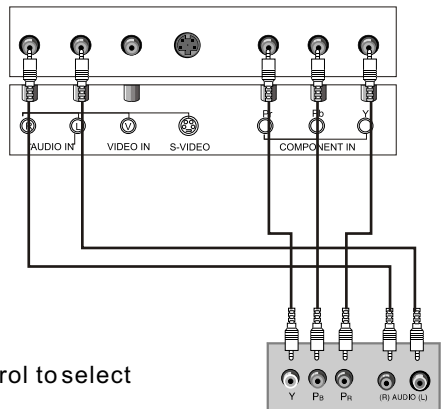 Pr Pb Y
R L V
AUDIO IN VIDEO IN S-VIDEO COMPONENT IN
rol to select
Y PB PR (R) AUDIO (L)